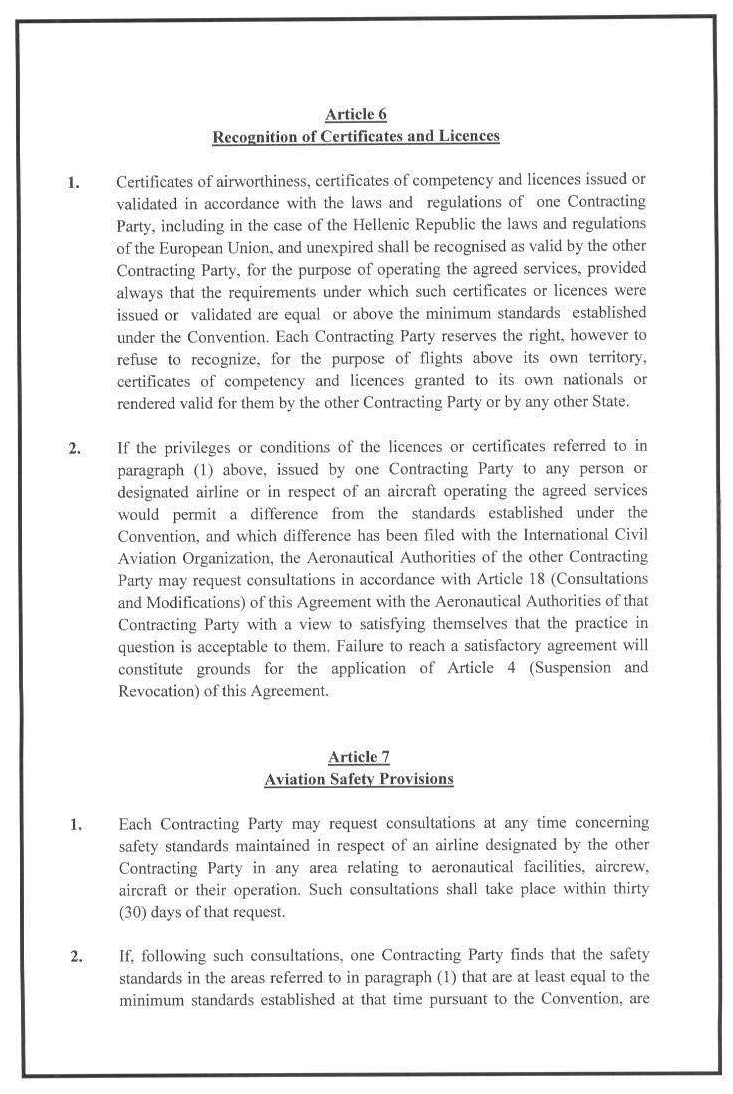 Article 6
Recognition of Certificates and Licences
1. Certificates of airworthiness, certificates of competency and licences issued or
validated in accordance with the laws and regulations of one Contracting
Party, including in the case of the Hellenic Republic the laws and regulations
of the European Union, and unexpired shall be recognised as valid by the other
Contracting Party, for the purpose of operating the agreed services, provided
always that the requirements under which such certificates or licences were
issued or validated are equal or above the minimum standards established
under the Convention. Each Contracting Party reserves the right, however to
refuse to recognize, for the purpose of flights above its own territory,
certificates of competency and licences granted to its own nationals or
rendered valid for them by the other Contracting Party or by any other State.
2. If the privileges or conditions of the licences or certificates referred to in
paragraph (1) above, issued by one Contracting Party to any person or
designated airline or in respect of an aircraft operating the agreed services
would permit a difference from the standards established under the
Convention, and which difference has been filed with the International Civil
Aviation Organization, the Aeronautical Authorities of the other Contracting
Party may request consultations in accordance with Article 18 (Consultations
and Modifications) of this Agreement with the Aeronautical Authorities of that
Contracting Party with a view to satisfying themselves that the practice in
question is acceptable to them. Failure to reach a satisfactory agreement will
constitute grounds for the application of Article 4 (Suspension and
Revocation) of this Agreement.
Article 7
Aviation Safety Provisions
1. Each Contracting Party may request consultations at any time concerning
safety standards maintained in respect of an airline designated by the other
Contracting Party in any area relating to aeronautical facilities, aircrew,
aircraft or their operation. Such consultations shall take place within thirty
(30) days of that request.
2. If, following such consultations, one Contracting Party finds that the safety
standards in the areas referred to in paragraph (1) that are at least equal to the
minimum standards established at that time pursuant to the Convention, are